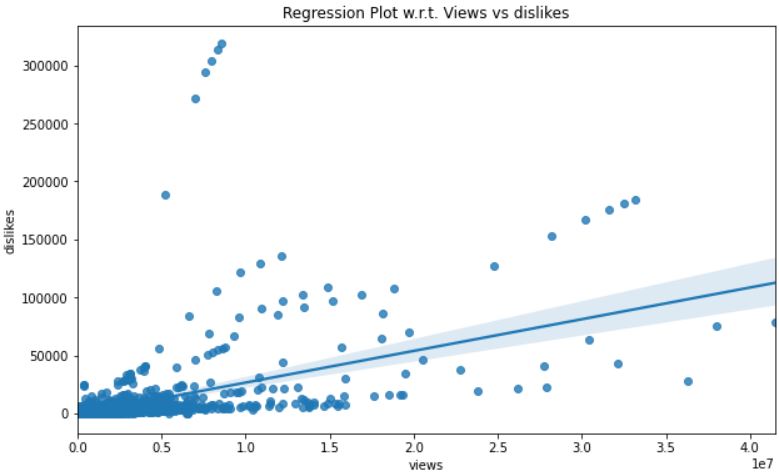 Regression Plot w.r.t. Views vs dislikes
300000
250000
200000
150000
100000
50000
0
dislikes
0.0 0.5 1.0 1.5 2.0 2.5 3.0 3.5 4.0
1e7
views